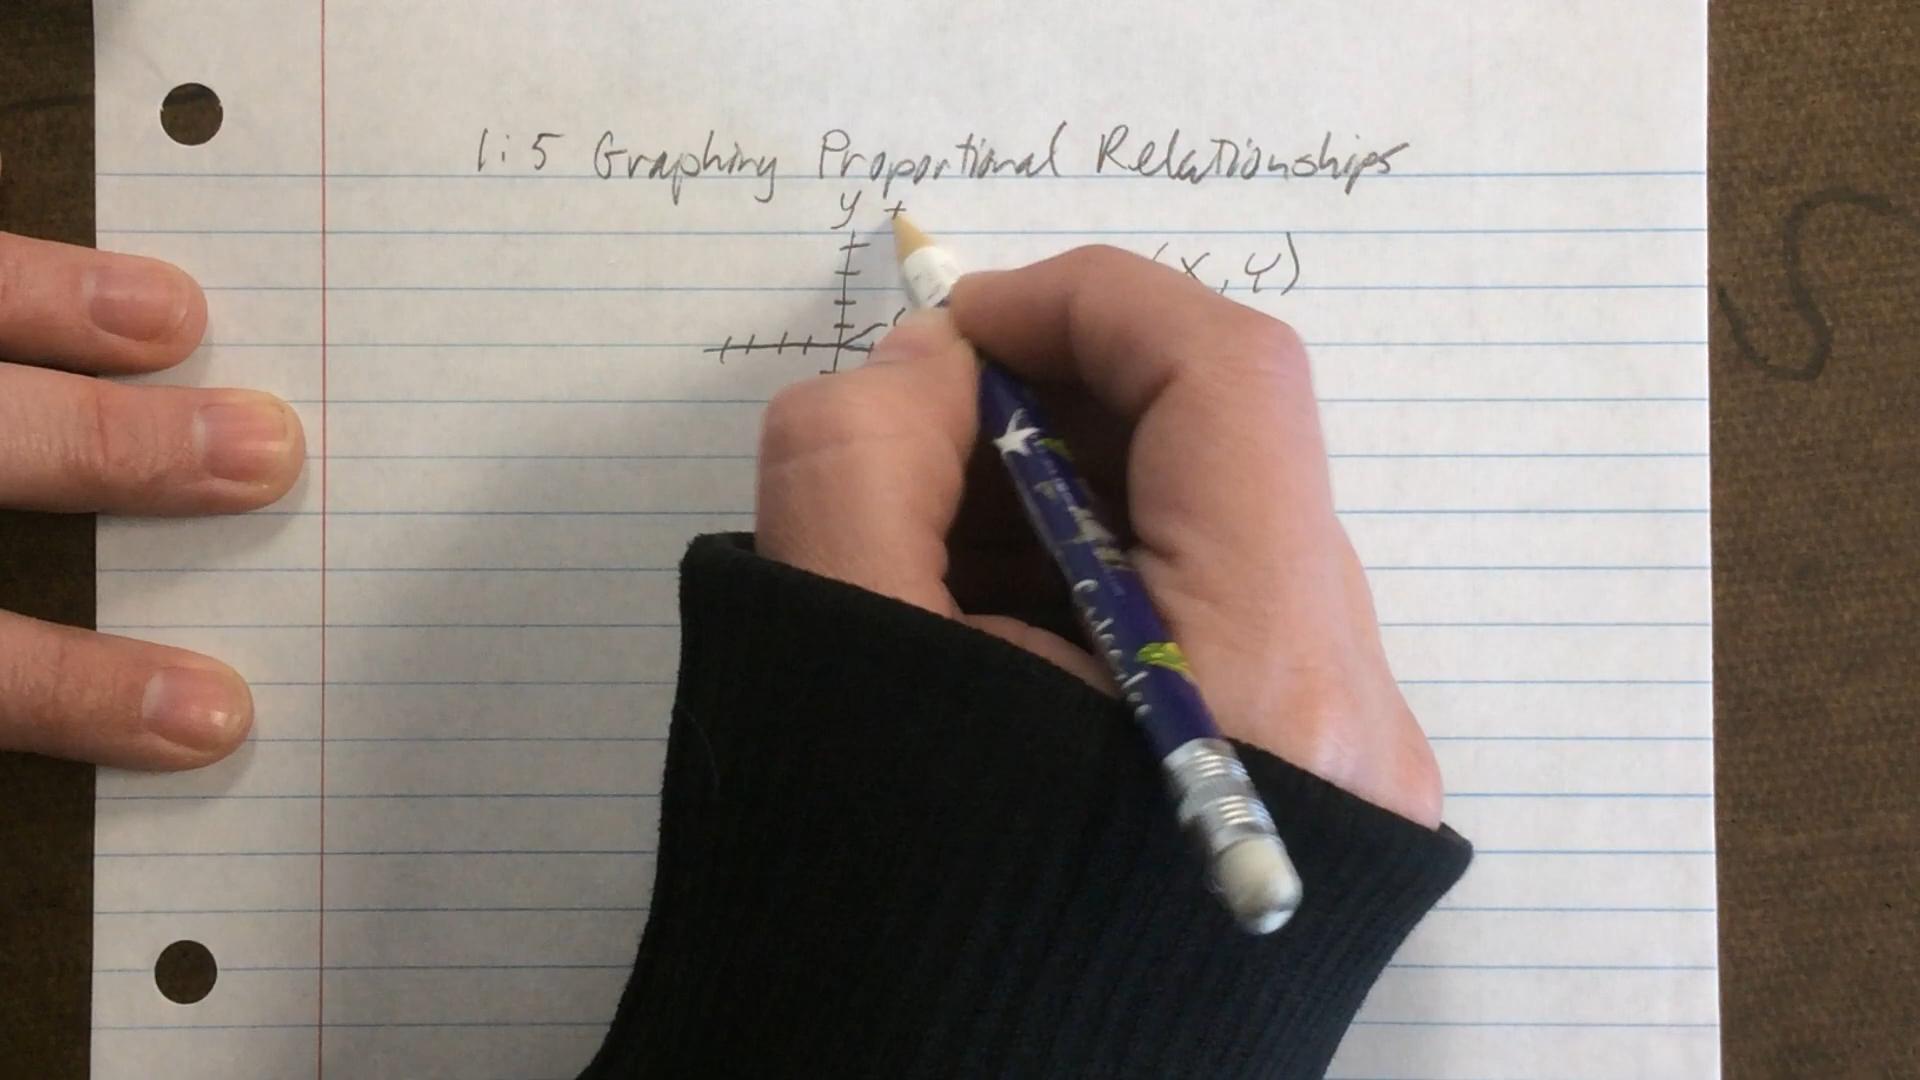 1:5 Graphing Proportional Relationships
y +
(x, y)